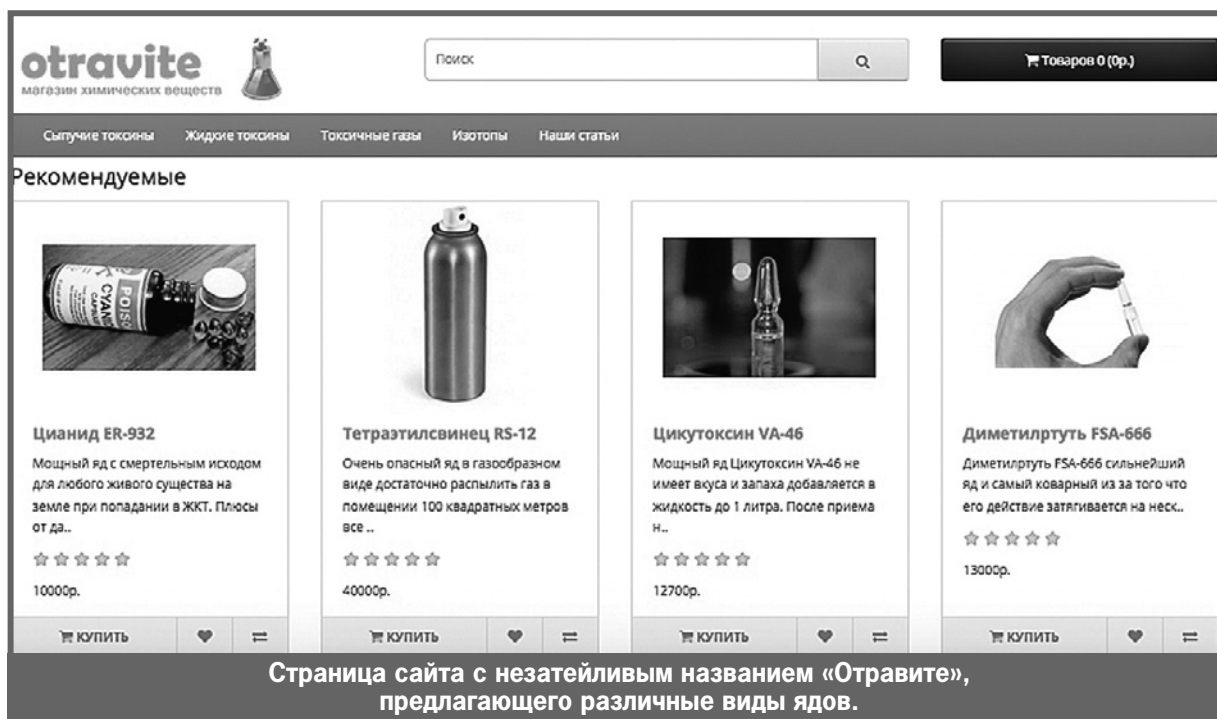 otravite
магазин химических веществ
Поиск
Товаров 0 (0р.)
Сыпучие токсины Жидкие токсины Токсичные газы Изотопы Наши статьи
Рекомендуемые
POISO
CYANI
CAPSU
Цианид ER-932
Мощный яд с смертельным исходом
для любого живого существа на
земле при попадании в ЖКТ. Плюсы
от да..
10000р.
КУПИТЬ
Тетраэтилсвинец RS-12
Очень опасный яд в газообразном
виде достаточно распылить газ в
помещении 100 квадратных метров
все ..
40000р.
КУПИТЬ
Цикутоксин VA-46
Мощный яд Цикутоксин VA-46 не
имеет вкуса и запаха добавляется в
жидкость до 1 литра. После приема
н..
12700р.
КУПИТЬ
Диметилртуть FSA-666
Диметилртуть FSA-666 сильнейший
яд и самый коварный из за того что
его действие затягивается на неск..
13000р.
КУПИТЬ
Страница сайта с незатейливым названием «Отравите»,
предлагающего различные виды ядов.